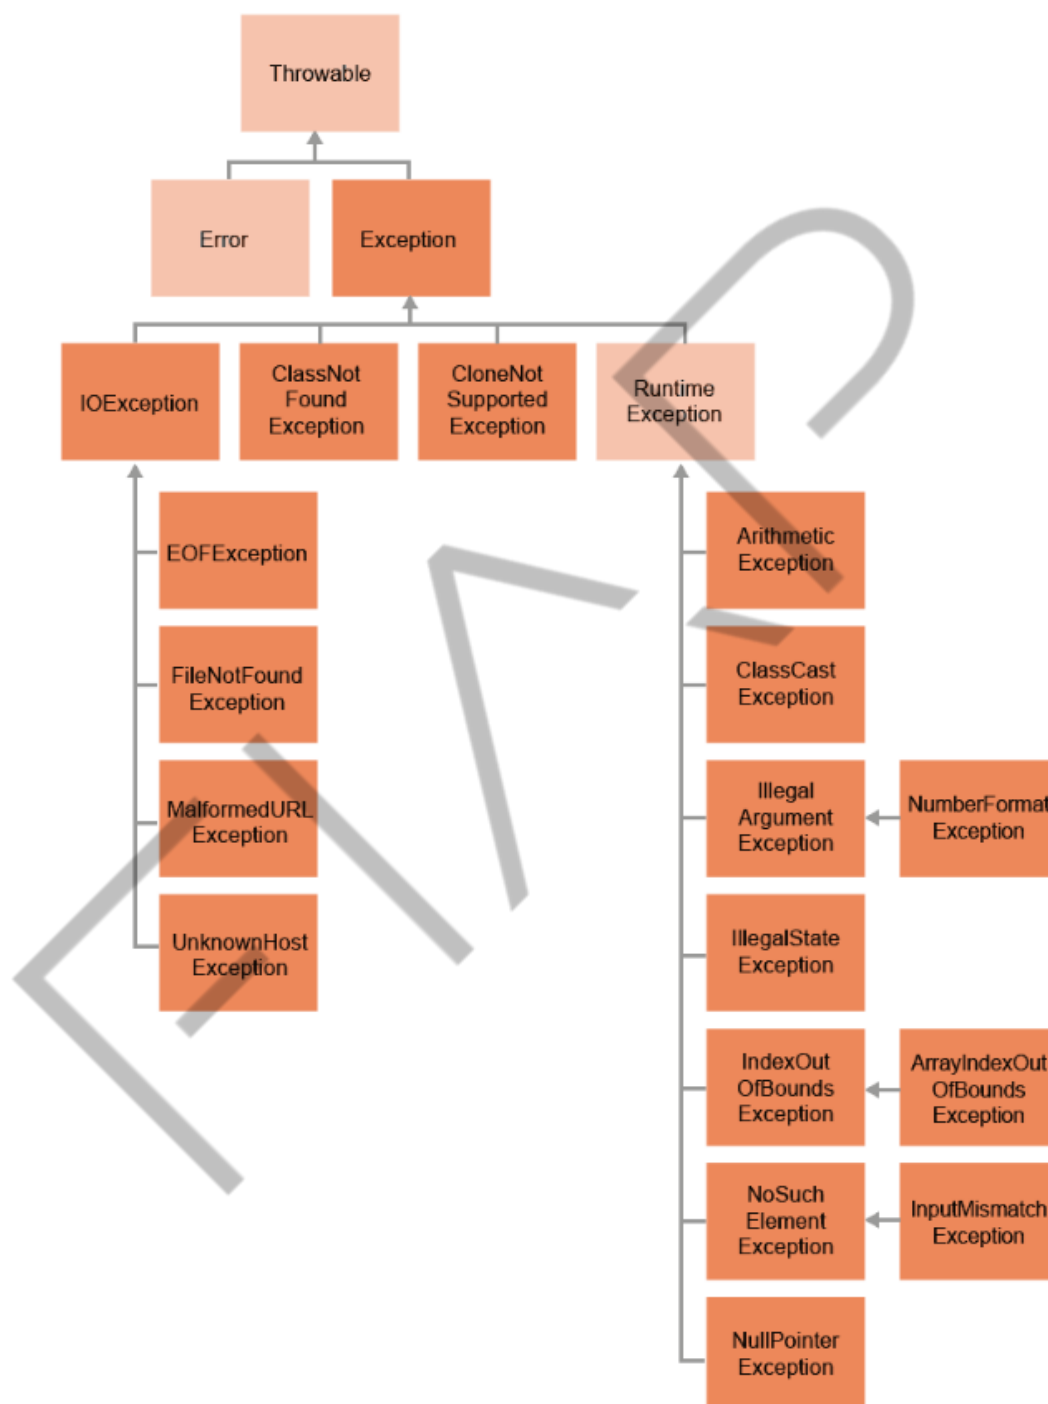 Throwable
Error
Exception
IOException
ClassNot
Found
Exception
CloneNot
Supported
Exception
Runtime
Exception
EOFException
FileNotFound
Exception
MalformedURL
Exception
UnknownHost
Exception
Arithmetic
Exception
ClassCast
Exception
Illegal
Argument
Exception
NumberFormat
Exception
IllegalState
Exception
IndexOut
OfBounds
Exception
ArrayIndexOut
OfBounds
Exception
NoSuch
Element
Exception
InputMismatch
Exception
NullPointer
Exception